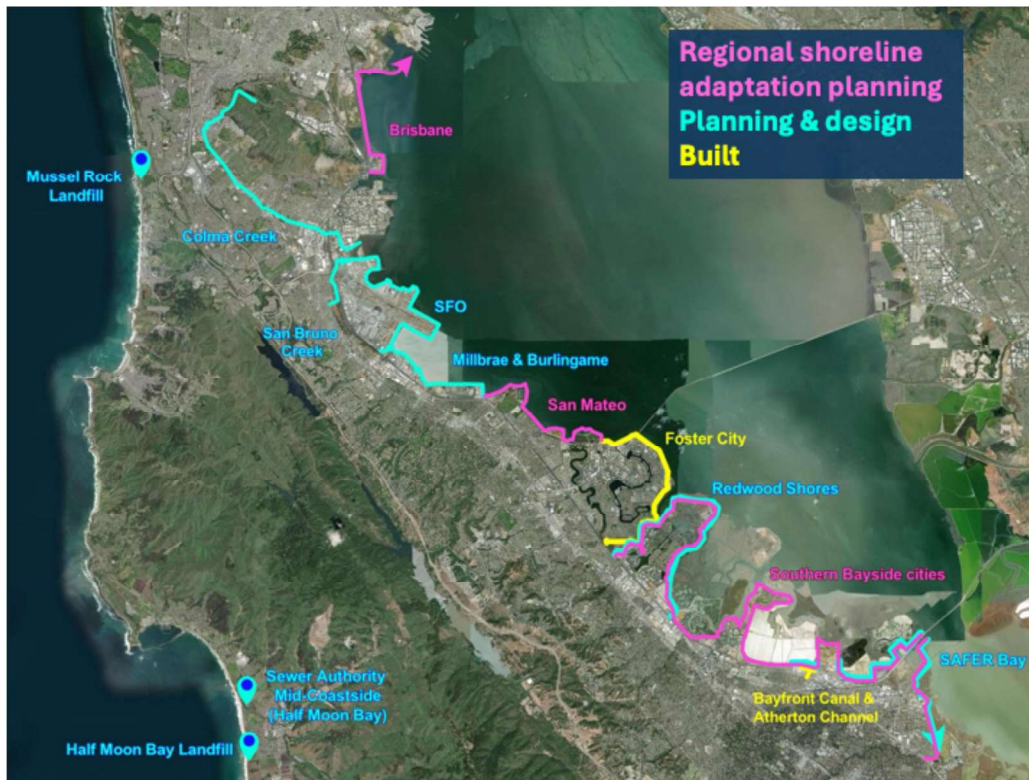 Regional shoreline
adaptation planning
Planning & design
Built
Brisbane
Mussel Rock
Landfill
Colma Creek
SFO
San Bruno
Creek
Millbrae & Burlingame
San Mateo
Foster City
Redwood Shores
Southern Bayside cities
SAFER Bay
Sewer Authority
Mid-Coastside
(Half Moon Bay)
Bayfront Canal &
Atherton Channel
Half Moon Bay Landfill